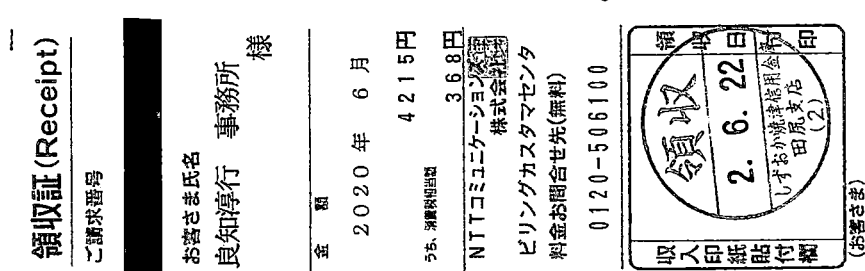 領収証(Receipt)
ご請求番号
お客さま氏名
良知淳行 事務所
様
金 額
2020年 6月
4215円
うち、消費税相当額
368円
NTTコミュニケーションズ
株式会社
ビリングカスタマセンタ
料金お問合せ先(無料)
0120-506100
領収日付印
領収
2.6.22
しずおか焼津信用金庫
田尻支店
(2)
収入印紙貼付欄
(お客さま)